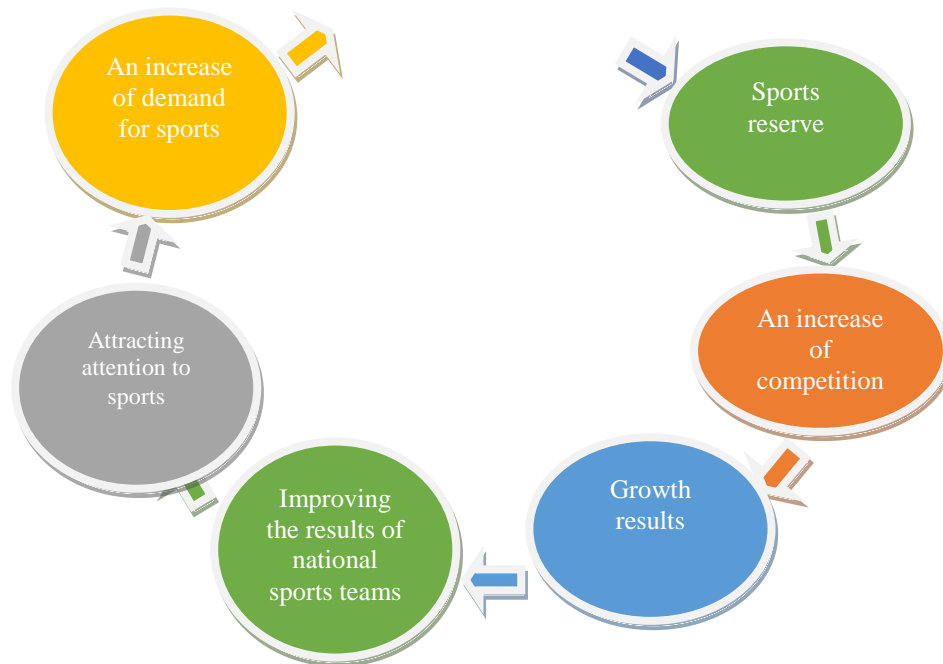 An increase
of demand
for sports
Sports
reserve
An increase
of
competition
Growth
results
Improving
the results of
national
sports teams
Attracting
attention to
sports